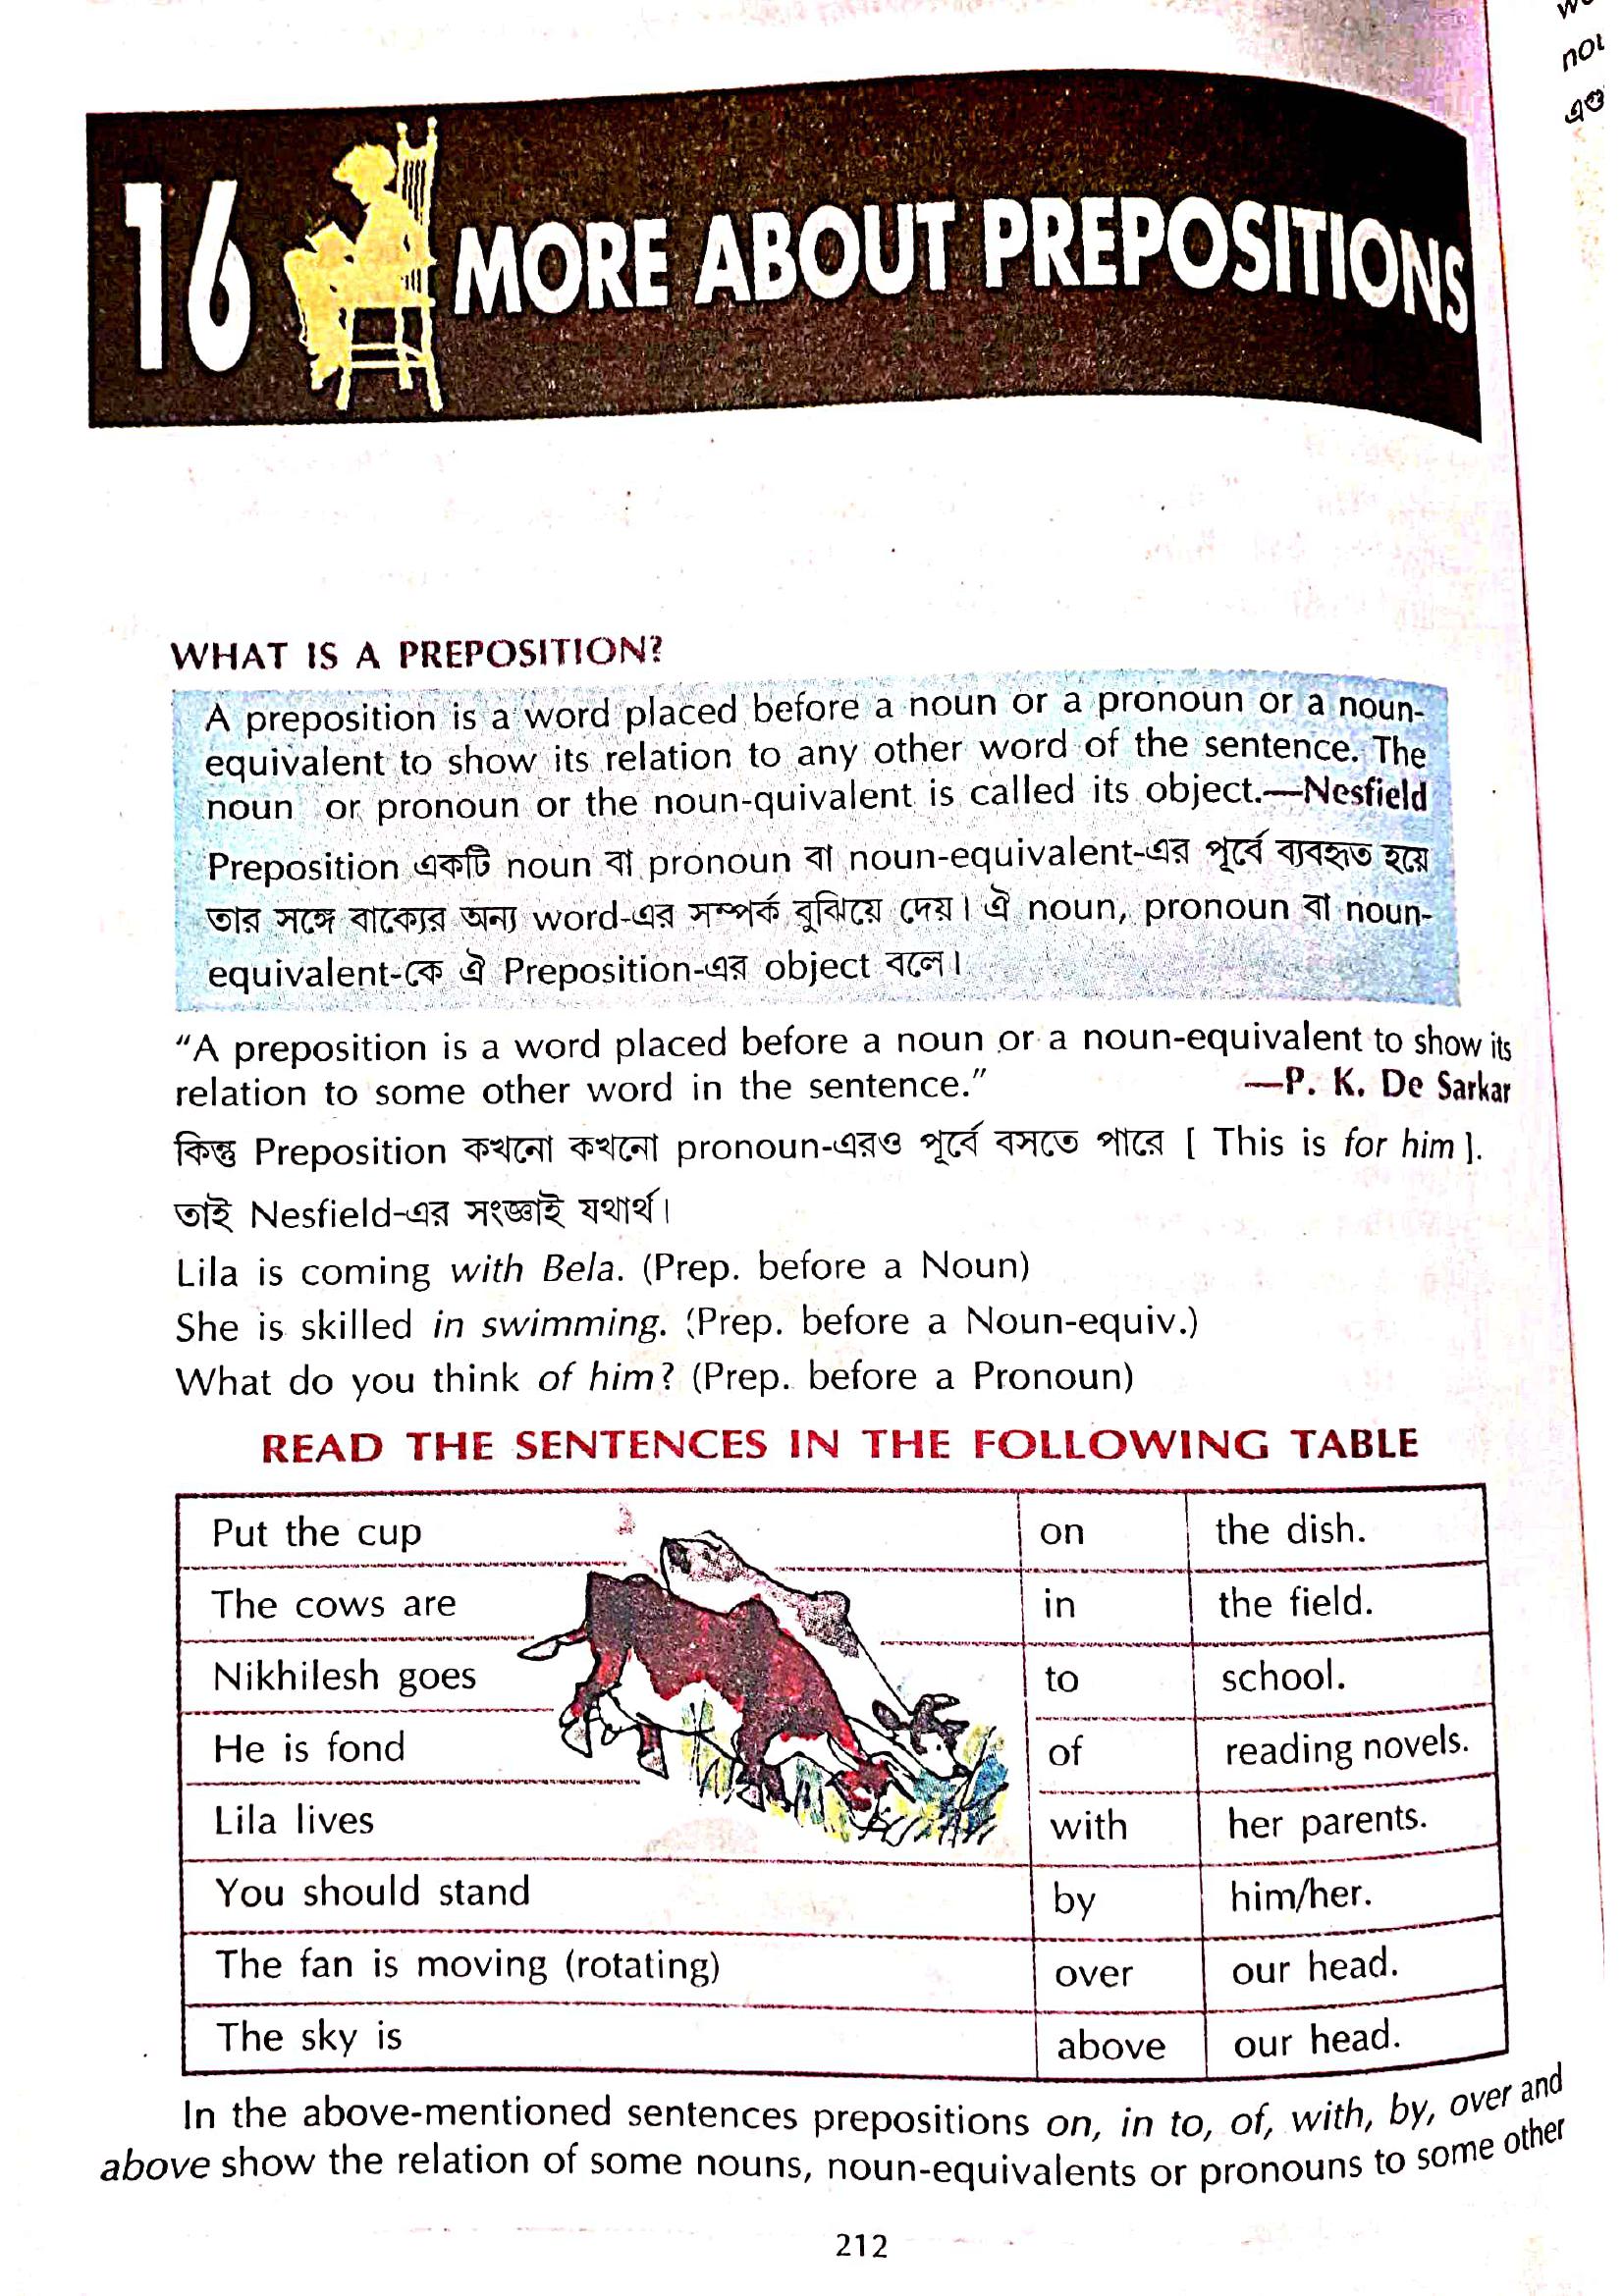 16 MORE ABOUT PREPOSITIONS
WHAT IS A PREPOSITION?
A preposition is a word placed before a noun or a pronoun or a noun-
equivalent to show its relation to any other word of the sentence. The
noun or pronoun or the noun-quivalent is called its object.—Nesfield
Preposition একটি noun বা pronoun বা noun-equivalent-এর পূর্বে ব্যবহৃত হয়ে
তার সঙ্গে বাক্যের অন্য word-এর সম্পর্ক বুঝিয়ে দেয়। ঐ noun, pronoun বা noun-
equivalent-কে ঐ Preposition-এর object বলে।
“A preposition is a word placed before a noun or a noun-equivalent to show its
relation to some other word in the sentence.” —P. K. De Sarkar
কিন্তু Preposition কখনো কখনো pronoun-এরও পূর্বে বসতে পারে [ This is for him ].
তাই Nesfield-এর সংজ্ঞাই যথার্থ।
Lila is coming with Bela. (Prep. before a Noun)
She is skilled in swimming. (Prep. before a Noun-equiv.)
What do you think of him? (Prep. before a Pronoun)
READ THE SENTENCES IN THE FOLLOWING TABLE
Put the cup on the dish.
The cows are in the field.
Nikhilesh goes to school.
He is fond of reading novels.
Lila lives with her parents.
You should stand by him/her.
The fan is moving (rotating) over our head.
The sky is above our head.
In the above-mentioned sentences prepositions on, in to, of, with, by, over and
above show the relation of some nouns, noun-equivalents or pronouns to some other
212